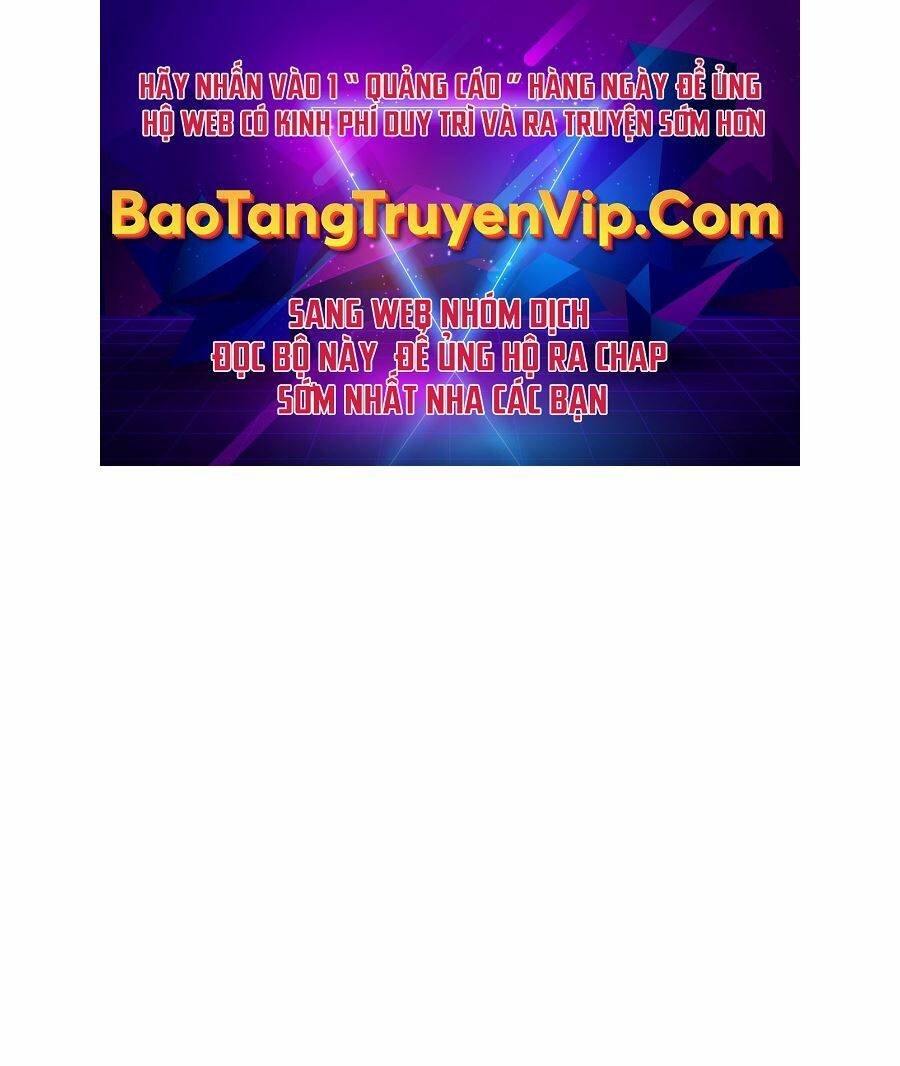 HÃY NHẤN VÀO 1 “ QUẢNG CÁO ” HÀNG NGÀY ĐỂ ỦNG
HỘ WEB CÓ KINH PHÍ DUY TRÌ VÀ RA TRUYỆN SỚM HƠN
BaoTangTruyenVip.Com
SANG WEB NHÓM DỊCH
ĐỌC BỘ NÀY ĐỂ ỦNG HỘ RA CHAP
SỚM NHẤT NHA CÁC BẠN